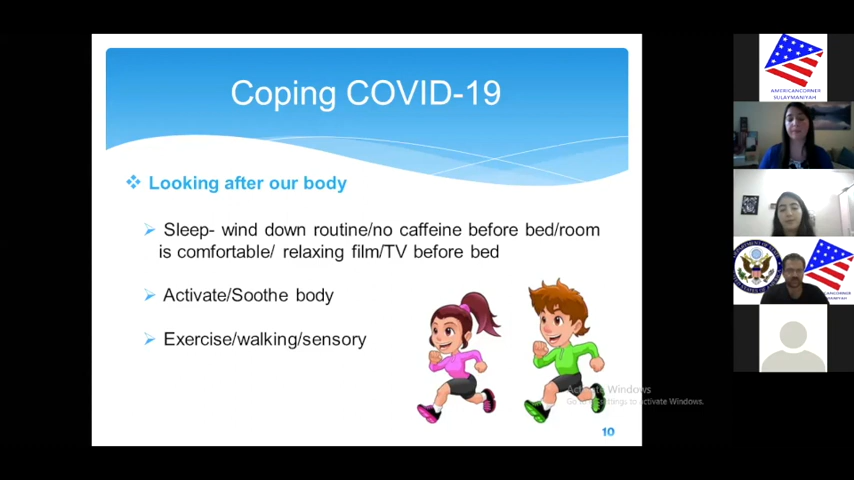 Coping COVID-19
❖ Looking after our body
➢ Sleep- wind down routine/no caffeine before bed/room
is comfortable/ relaxing film/TV before bed
➢ Activate/Soothe body
➢ Exercise/walking/sensory
10
Activate Windows
Go to Settings to Activate Windows.
AMERICANCORNER
SULAYMANIYAH